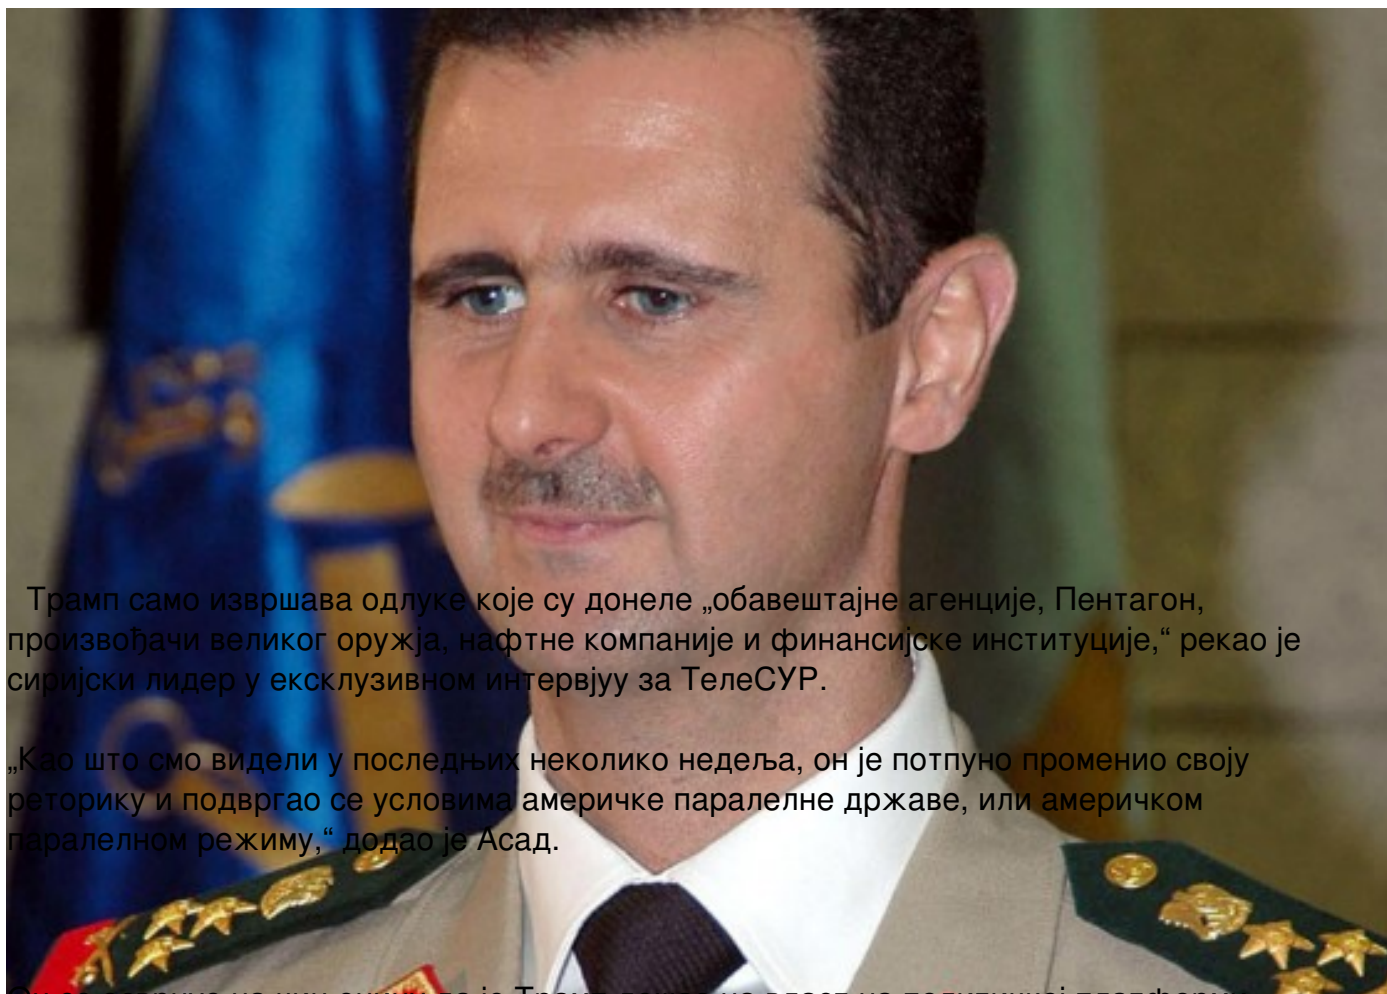 Трамп само извршава одлуке које су донеле „обавештајне агенције, Пентагон,
произвођачи великог оружја, нафтне компаније и финансијске институције,“ рекао је
сиријски лидер у ексклузивном интервјуу за ТелеСУР.
„Као што смо видели у последњих неколико недеља, он је потпуно променио своју
реторику и подвргао се условима америчке паралелне државе, или америчком
паралелном режиму,“ додао је Асад.